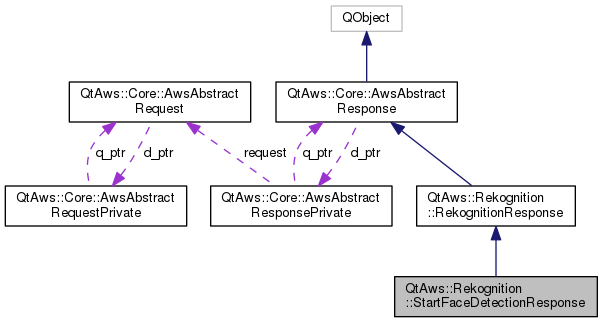 QObject
QtAws::Core::AwsAbstract
Request
QtAws::Core::AwsAbstract
Response
q_ptr
d_ptr
request
q_ptr
d_ptr
QtAws::Core::AwsAbstract
RequestPrivate
QtAws::Core::AwsAbstract
ResponsePrivate
QtAws::Rekognition
::RekognitionResponse
QtAws::Rekognition
::StartFaceDetectionResponse